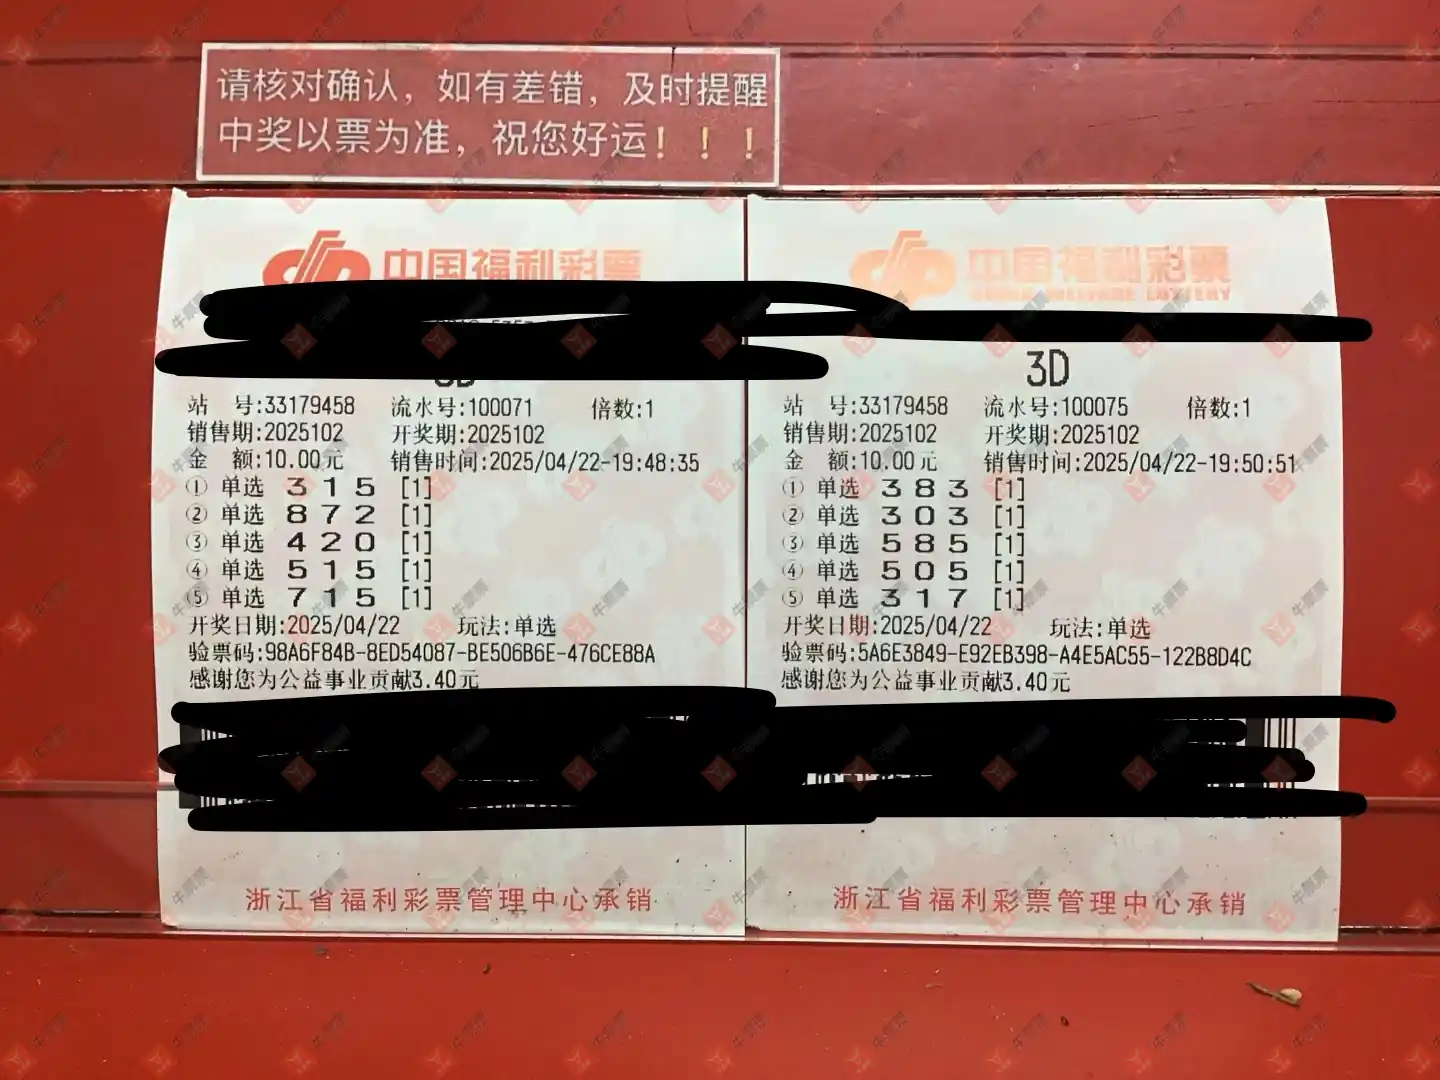 请核对确认，如有差错，及时提醒
中奖以票为准，祝您好运！！！
中国福利彩票
3D
站 号:33179458 流水号:100071 倍数:1
销售期:2025102 开奖期:2025102
金 额:10.00元 销售时间:2025/04/22-19:48:35
① 单选 3 1 5 [1]
② 单选 8 7 2 [1]
③ 单选 4 2 0 [1]
④ 单选 5 1 5 [1]
⑤ 单选 7 1 5 [1]
开奖日期:2025/04/22 玩法:单选
验票码:98A6F84B-8ED54087-BE506B6E-476CE88A
感谢您为公益事业贡献3.40元
浙江省福利彩票管理中心承销
中国福利彩票
CHINA WELFARE LOTTERY
3D
站 号:33179458 流水号:100075 倍数:1
销售期:2025102 开奖期:2025102
金 额:10.00元 销售时间:2025/04/22-19:50:51
① 单选 3 8 3 [1]
② 单选 3 0 3 [1]
③ 单选 5 8 5 [1]
④ 单选 5 0 5 [1]
⑤ 单选 3 1 7 [1]
开奖日期:2025/04/22 玩法:单选
验票码:5A6E3849-E92EB398-A4E5AC55-122B8D4C
感谢您为公益事业贡献3.40元
浙江省福利彩票管理中心承销